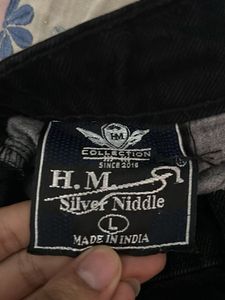 HM
COLLECTION
SINCE 2016
H.M.
®
Silver Niddle
L
MADE IN INDIA